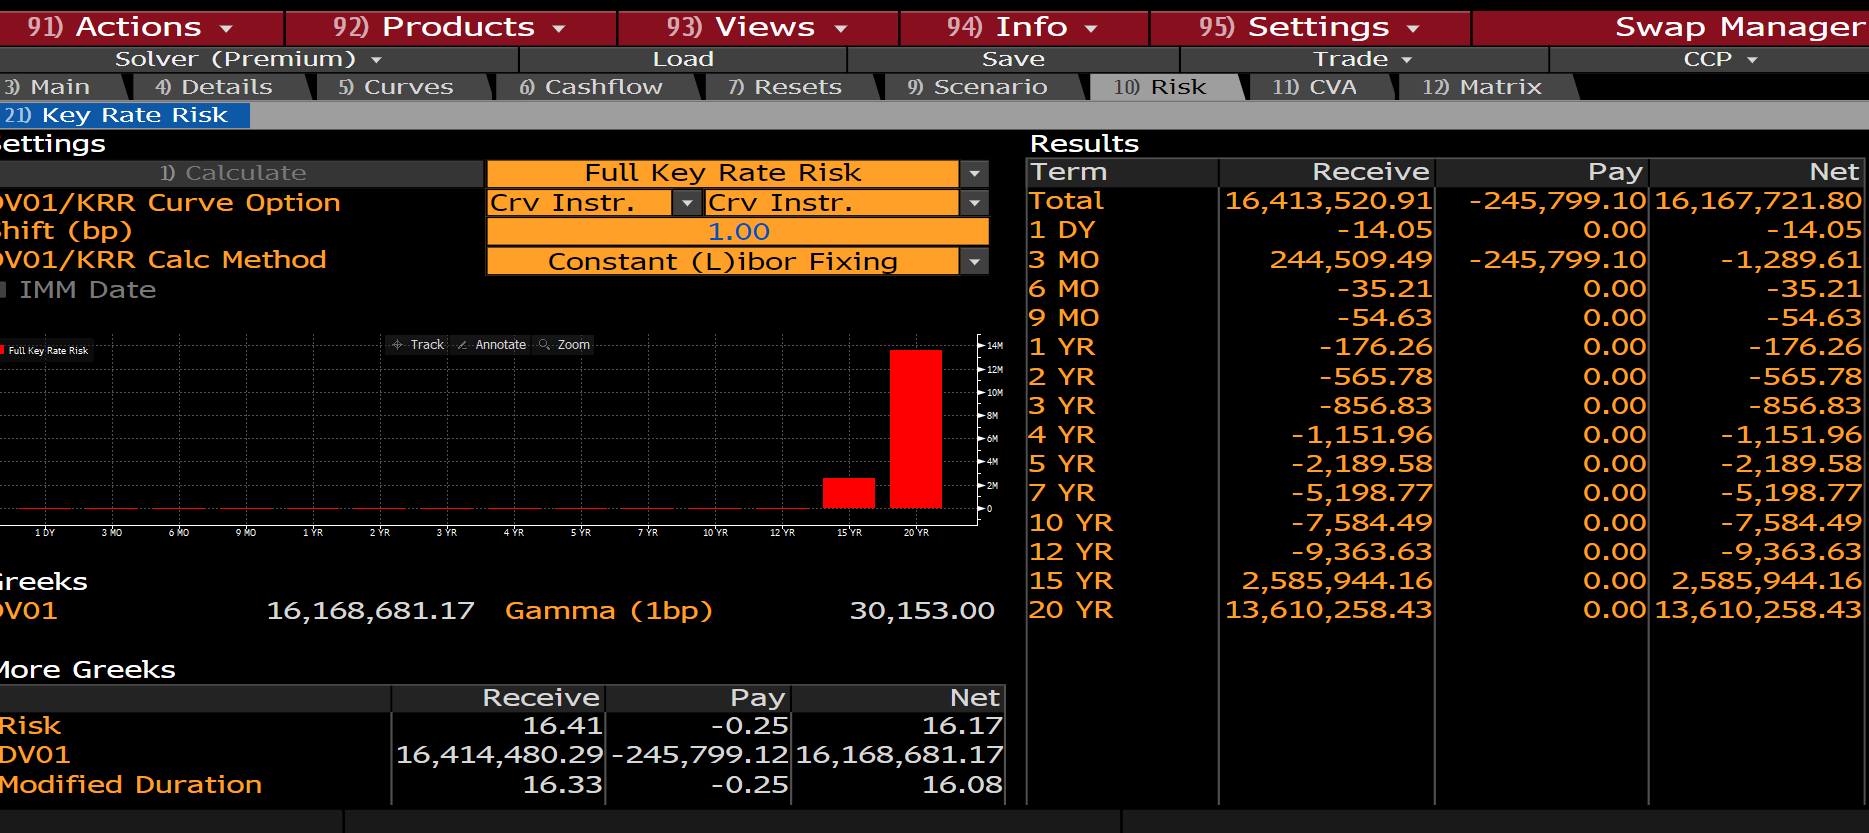 91) Actions 92) Products 93) Views 94) Info 95) Settings Swap Manager
Solver (Premium) Load Save Trade CCP
3) Main 4) Details 5) Curves 6) Cashflow 7) Resets 9) Scenario 10) Risk 11) CVA 12) Matrix
21) Key Rate Risk
ettings
1) Calculate Full Key Rate Risk
DV01/KRR Curve Option Crv Instr. Crv Instr.
hift (bp) 1.00
DV01/KRR Calc Method Constant (L)ibor Fixing
IMM Date
Full Key Rate Risk
Track Annotate Zoom
14M
12M
10M
8M
6M
4M
2M
0
1 DY 3 MO 6 MO 9 MO 1 YR 2 YR 3 YR 4 YR 5 YR 7 YR 10 YR 12 YR 15 YR 20 YR
Greeks
DV01 16,168,681.17 Gamma (1bp) 30,153.00
More Greeks
Receive Pay Net
Risk 16.41 -0.25 16.17
DV01 16,414,480.29 -245,799.12 16,168,681.17
Modified Duration 16.33 -0.25 16.08
Results
Term Receive Pay Net
Total 16,413,520.91 -245,799.10 16,167,721.80
1 DY -14.05 0.00 -14.05
3 MO 244,509.49 -245,799.10 -1,289.61
6 MO -35.21 0.00 -35.21
9 MO -54.63 0.00 -54.63
1 YR -176.26 0.00 -176.26
2 YR -565.78 0.00 -565.78
3 YR -856.83 0.00 -856.83
4 YR -1,151.96 0.00 -1,151.96
5 YR -2,189.58 0.00 -2,189.58
7 YR -5,198.77 0.00 -5,198.77
10 YR -7,584.49 0.00 -7,584.49
12 YR -9,363.63 0.00 -9,363.63
15 YR 2,585,944.16 0.00 2,585,944.16
20 YR 13,610,258.43 0.00 13,610,258.43